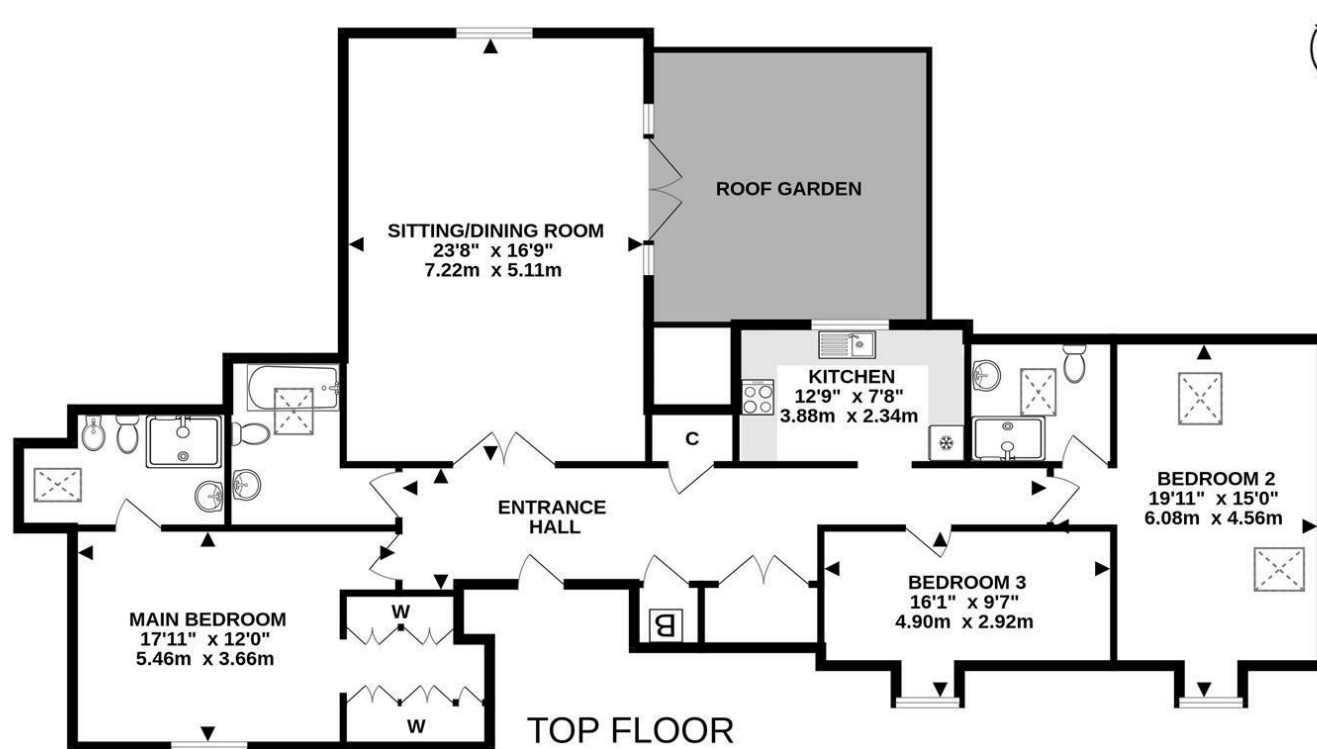 ROOF GARDEN
SITTING/DINING ROOM
23'8" x 16'9"
7.22m x 5.11m
KITCHEN
12'9" x 7'8"
3.88m x 2.34m
C
ENTRANCE
HALL
BEDROOM 2
19'11" x 15'0"
6.08m x 4.56m
BEDROOM 3
16'1" x 9'7"
4.90m x 2.92m
MAIN BEDROOM
17'11" x 12'0"
5.46m x 3.66m
W
B
W
TOP FLOOR